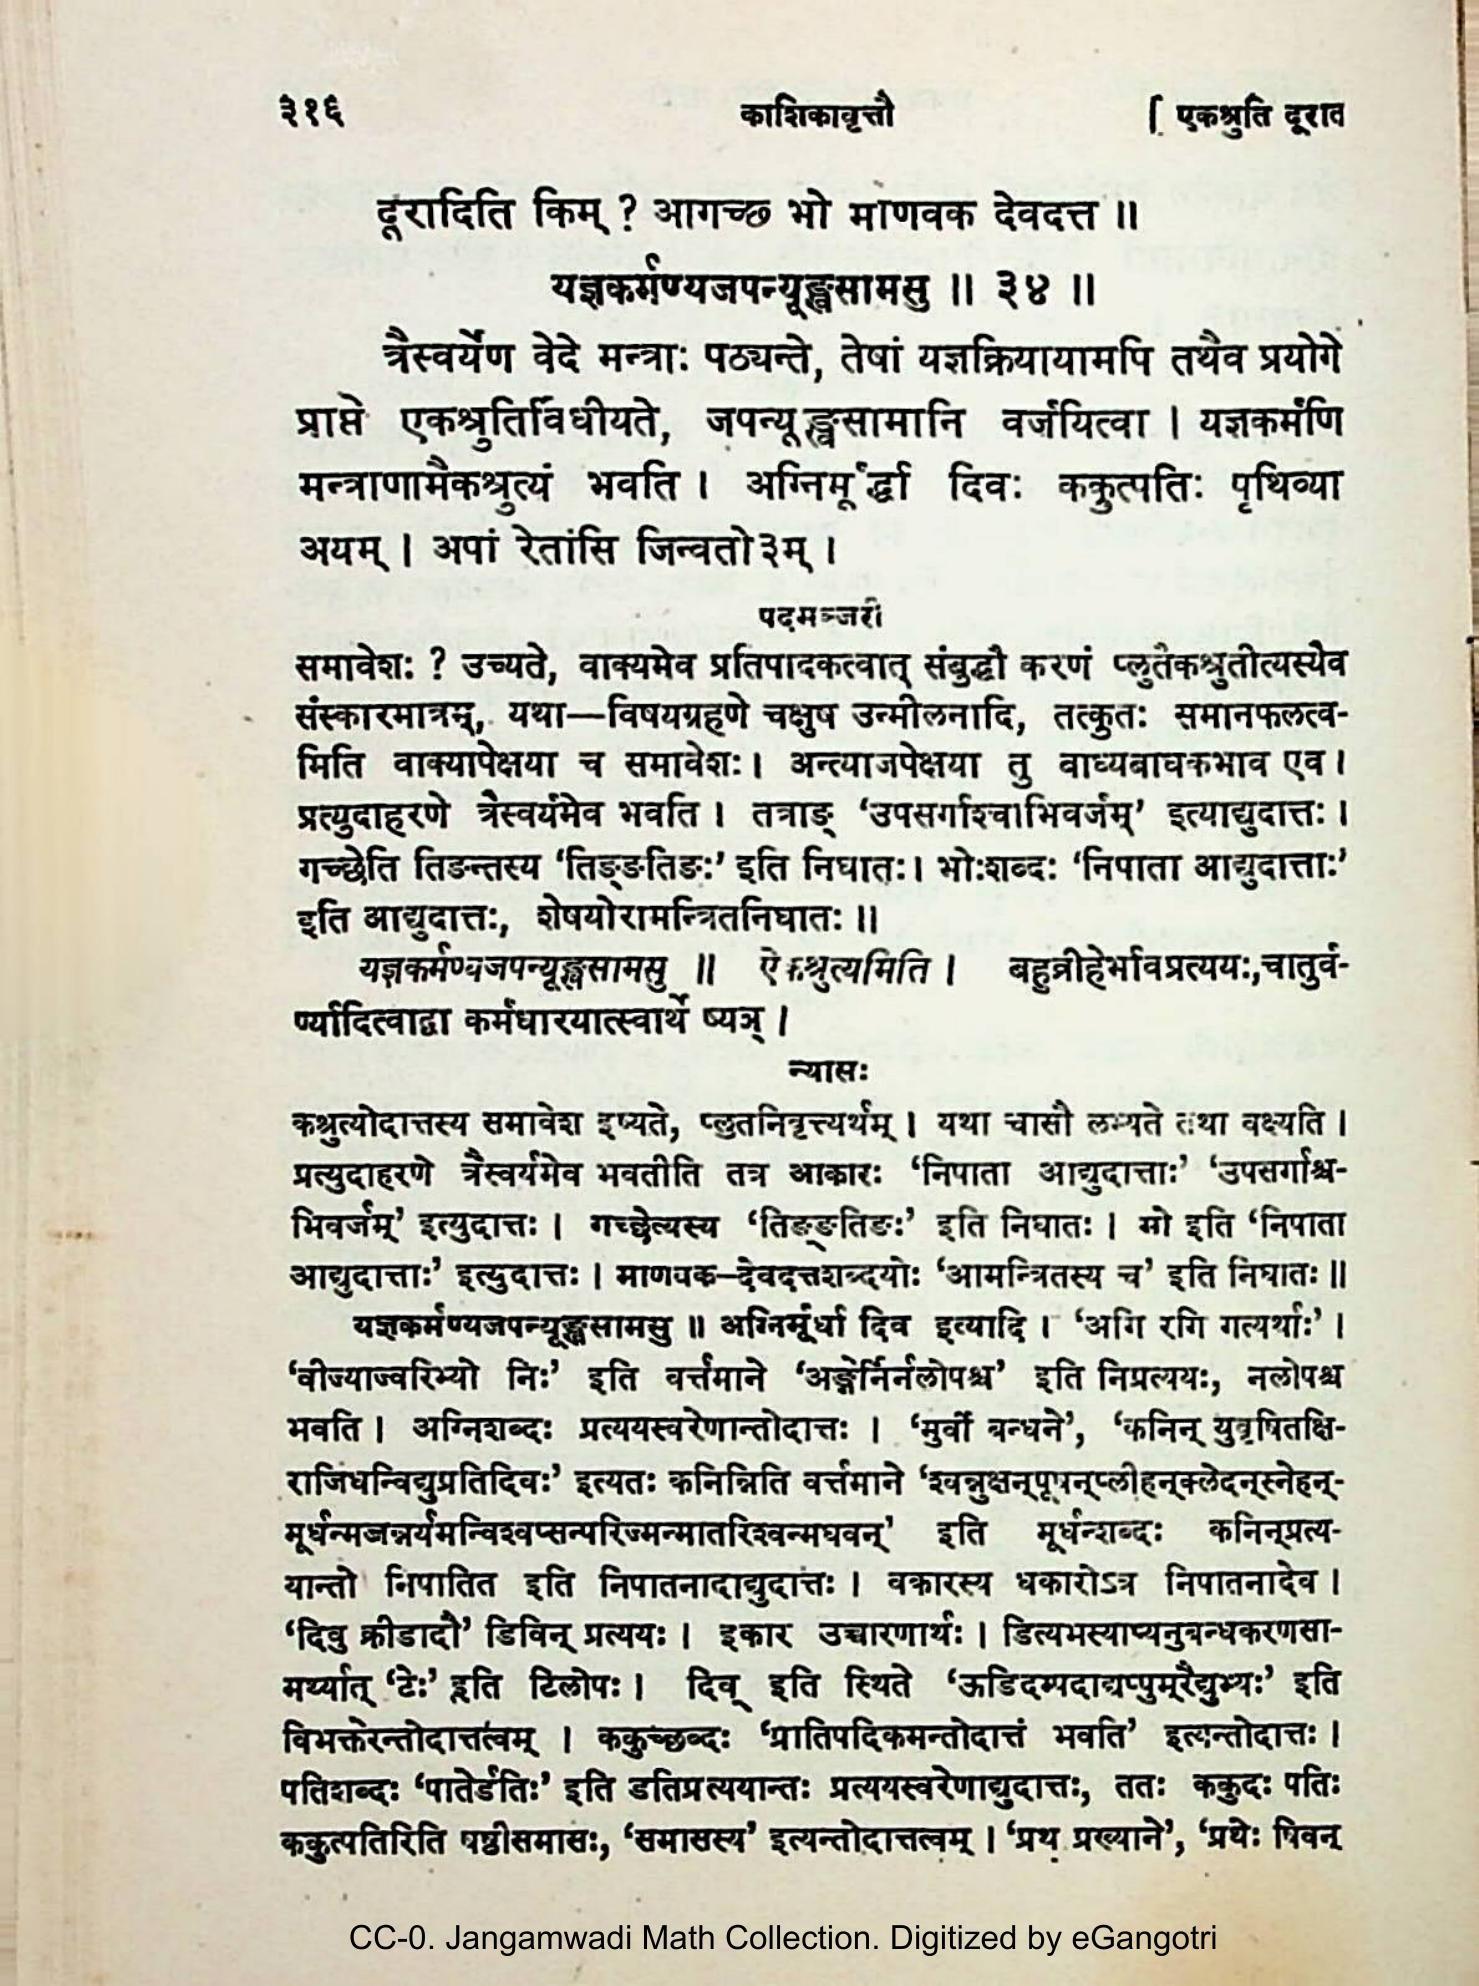 ३१६ काशिकावृत्तौ [ एकश्रुति दूरात
दूरादिति किम् ? आगच्छ भो माणवक देवदत्त ॥
यज्ञकर्मण्यजपन्यूङ्खसामसु ॥ ३४ ॥
त्रैस्वर्येण वेदे मन्त्राः पठ्यन्ते, तेषां यज्ञक्रियायामपि तथैव प्रयोगे
प्राप्ते एकश्रुतिर्विधीयते, जपन्यूङ्खसामानि वर्जयित्वा । यज्ञकर्मणि
मन्त्राणामैकश्रुत्यं भवति । अग्निमूर्द्धा दिवः ककुत्पतिः पृथिव्या
अयम् । अपां रेतांसि जिन्वतो३म् ।
पदमञ्जरी
समावेशः ? उच्यते, वाक्यमेव प्रतिपादकत्वात् संबुद्धौ करणं प्लुतैकश्रुतीत्यस्यैव
संस्कारमात्रम्, यथा—विषयग्रहणे चक्षुष उन्मीलनादि, तत्कुतः समानफलत्व-
मिति वाक्यापेक्षया च समावेशः । अन्त्याजपेक्षया तु बाध्यबाधकभाव एव ।
प्रत्युदाहरणे त्रैस्वर्यमेव भवति । तत्राङ् ‘उपसर्गाश्चाभिवर्जम्’ इत्याद्युदात्तः ।
गच्छेति तिङन्तस्य ‘तिङ्ङतिङः’ इति निघातः । भोःशब्दः ‘निपाता आद्युदात्ताः’
इति आद्युदात्तः, शेषयोरामन्त्रितनिघातः ॥
यज्ञकर्मण्यजपन्यूङ्खसामसु ॥ ऐकश्रुत्यमिति । बहुव्रीहेर्भावप्रत्ययः,चातुर्व-
र्ण्यादित्वाद्वा कर्मधारयात्स्वार्थे ष्यञ् ।
न्यासः
कश्रुत्योदात्तस्य समावेश इष्यते, प्लुतनिवृत्त्यर्थम् । यथा चासौ लभ्यते तथा वक्ष्यति ।
प्रत्युदाहरणे त्रैस्वर्यमेव भवतीति तत्र आकारः ‘निपाता आद्युदात्ताः’ ‘उपसर्गाश्च-
भिवर्जम्’ इत्युदात्तः । गच्छेत्यस्य ‘तिङ्ङतिङः’ इति निघातः । भो इति ‘निपाता
आद्युदात्ताः’ इत्युदात्तः । माणवक–देवदत्तशब्दयोः ‘आमन्त्रितस्य च’ इति निघातः ॥
यज्ञकर्मण्यजपन्यूङ्खसामसु ॥ अग्निर्मूर्धा दिव इत्यादि । ‘अगि रगि गत्यर्थाः’ ।
‘वीज्याज्वरिभ्यो निः’ इति वर्त्तमाने ‘अङ्गेर्निर्नलोपश्च’ इति निप्रत्ययः, नलोपश्च
भवति । अग्निशब्दः प्रत्ययस्वरेणान्तोदात्तः । ‘मुर्वी बन्धने’, ‘कनिन् युवृषितक्षि-
राजिधन्विद्युप्रतिदिवः’ इत्यतः कनिन्निति वर्त्तमाने ‘श्वन्नुक्षन्पूषन्प्लीहन्क्लेदन्स्नेहन्-
मूर्धन्मज्जन्नर्यमन्विश्वप्सन्परिज्मन्मातरिश्वन्मघवन्’ इति मूर्धन्शब्दः कनिन्प्रत्य-
यान्तो निपातित इति निपातनादाद्युदात्तः । वकारस्य धकारोऽत्र निपातनादेव ।
‘दिवु क्रीडादौ’ डिविन् प्रत्ययः । इकार उच्चारणार्थः । डित्यभस्याप्यनुबन्धकरणसा-
मर्थ्यात् ‘टेः’ इति टिलोपः । दिव् इति स्थिते ‘ऊडिदम्पदाद्यप्पुम्रैद्युभ्यः’ इति
विभक्तेरन्तोदात्तत्वम् । ककुच्छब्दः ‘प्रातिपदिकमन्तोदात्तं भवति’ इत्यन्तोदात्तः ।
पतिशब्दः ‘पातेर्डतिः’ इति डतिप्रत्ययान्तः प्रत्ययस्वरेणाद्युदात्तः, ततः ककुदः पतिः
ककुत्पतिरिति षष्ठीसमासः, ‘समासस्य’ इत्यन्तोदात्तत्वम् । ‘प्रथ प्रख्याने’, ‘प्रथेः षिवन्
CC-0. Jangamwadi Math Collection. Digitized by eGangotri